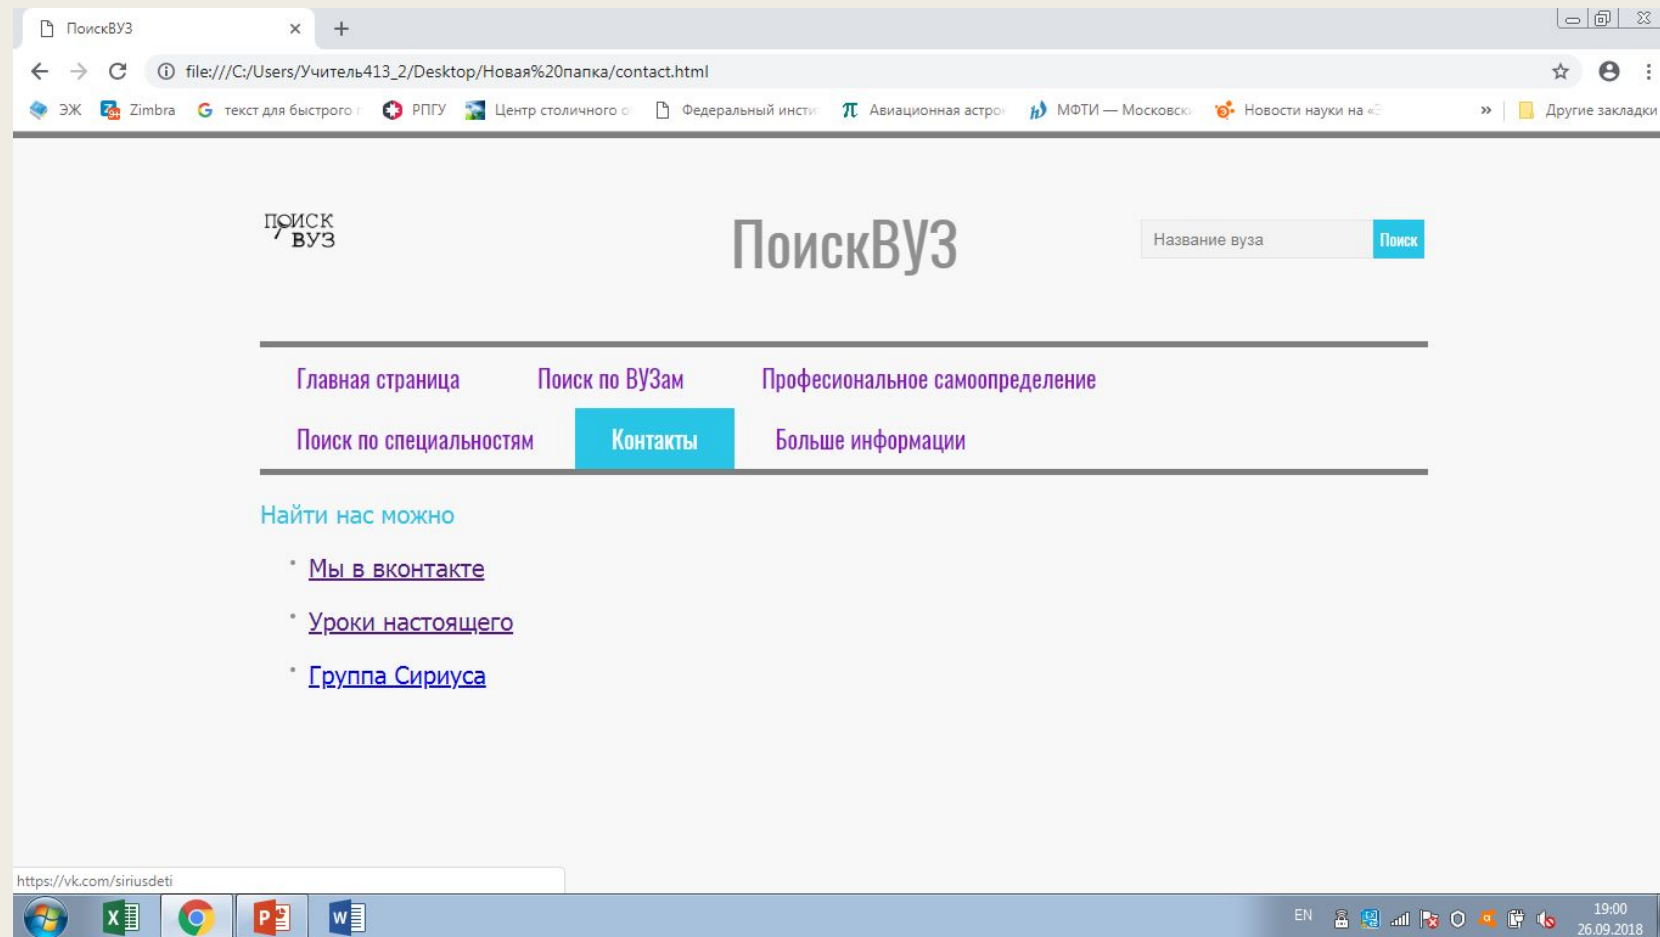 ПоискВУЗ
file:///C:/Users/Учитель413_2/Desktop/Новая%20папка/contact.html
ЭЖ Zimbra текст для быстрого РПГУ Центр столичного Федеральный Авиационная МФТИ — Новости науки на Другие закладки
ПОИСК
ВУЗ
ПоискВУЗ
Название вуза Поиск
Главная страница Поиск по ВУЗам Професиональное самоопределение
Поиск по специальностям Контакты Больше информации
Найти нас можно
Мы в вконтакте
Уроки настоящего
Группа Сириуса
https://vk.com/siriusdeti
EN 19:00
26.09.2018